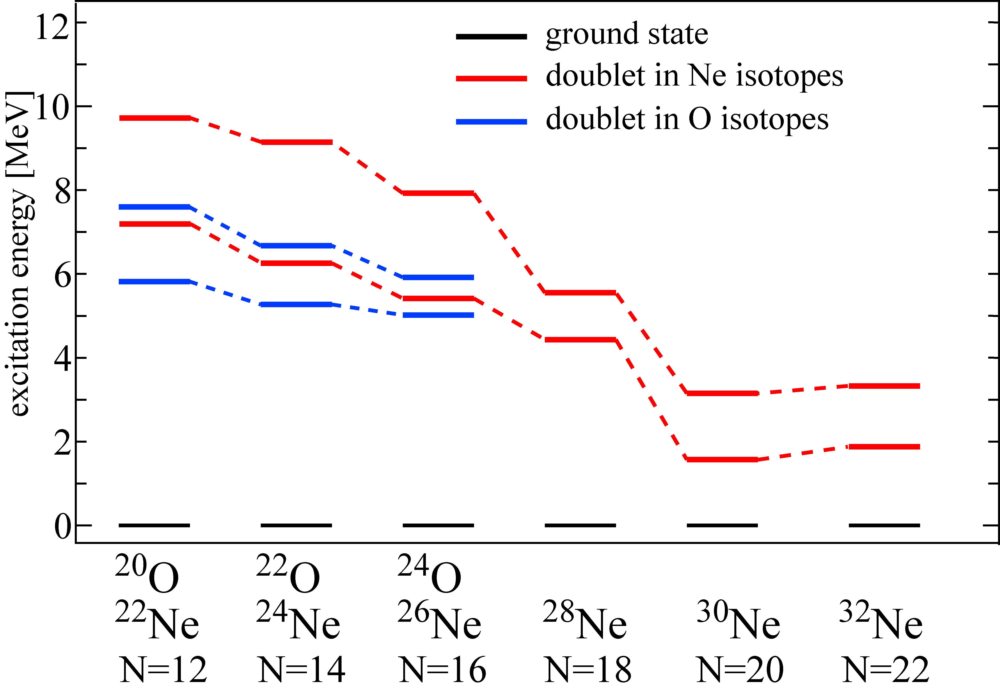 excitation energy [MeV]
12
10
8
6
4
2
0
ground state
doublet in Ne isotopes
doublet in O isotopes
²⁰O ²²O ²⁴O
²²Ne ²⁴Ne ²⁶Ne ²⁸Ne ³⁰Ne ³²Ne
N=12 N=14 N=16 N=18 N=20 N=22